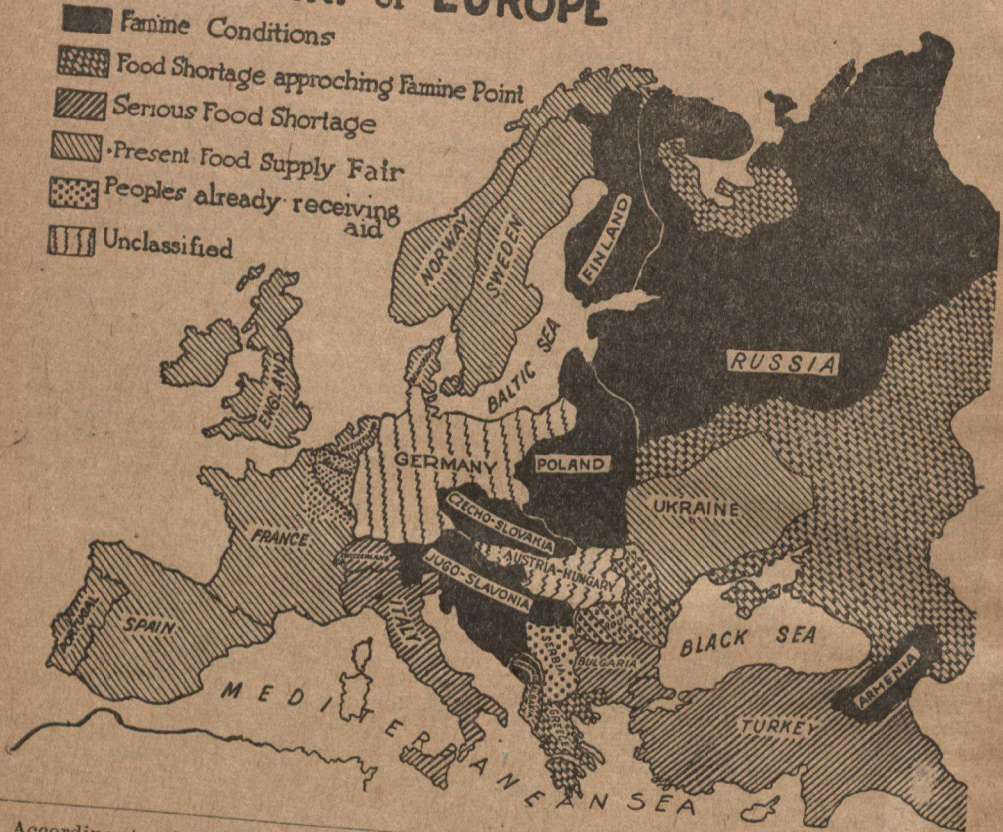 OF EUROPE
Famine Conditions
Food Shortage approching Famine Point
Serious Food Shortage
Present Food Supply Fair
Peoples already receiving
aid
Unclassified
NORWAY
SWEDEN
FINLAND
BALTIC SEA
RUSSIA
ENGLAND
GERMANY
POLAND
UKRAINE
CZECHO-SLOVAKIA
FRANCE
AUSTRIA-HUNGARY
JUGO-SLAVONIA
ITALY
SPAIN
PORTUGAL
SERBIA
BULGARIA
BLACK SEA
ARMENIA
TURKEY
MEDITERRANEAN SEA